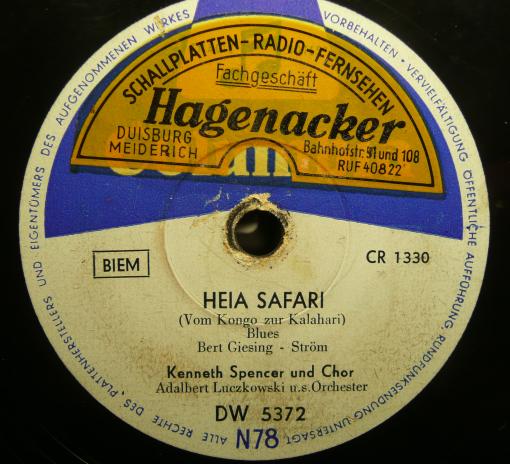 ALLE RECHTE DES PLATTENHERSTELLERS UND EIGENTÜMERS DES AUFGENOMMENEN WERKES VORBEHALTEN - VERVIELFÄLTIGUNG ÖFFENTLICHE AUFFÜHRUNG, RUNDFUNKSENDUNG UNTERSAGT
SCHALLPLATTEN-RADIO-FERNSEHEN
Fachgeschäft
Hagenacker
DUISBURG
MEIDERICH
Bahnhofstr. 91 und 108
RUF 40822
BIEM
CR 1330
HEIA SAFARI
(Vom Kongo zur Kalahari)
Blues
Bert Giesing - Ström
Kenneth Spencer und Chor
Adalbert Luczkowski u.s. Orchester
DW 5372
N78